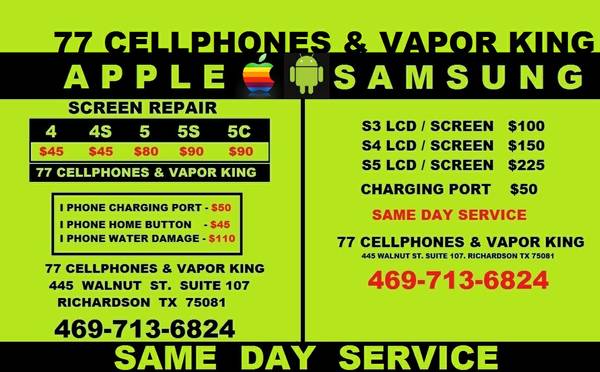 77 CELLPHONES & VAPOR KING
APPLE SAMSUNG
SCREEN REPAIR
4 4S 5 5S 5C
$45 $45 $80 $90 $90
77 CELLPHONES & VAPOR KING
I PHONE CHARGING PORT - $50
I PHONE HOME BUTTON - $45
I PHONE WATER DAMAGE - $110
77 CELLPHONES & VAPOR KING
445 WALNUT ST. SUITE 107
RICHARDSON TX 75081
469-713-6824
S3 LCD / SCREEN $100
S4 LCD / SCREEN $150
S5 LCD / SCREEN $225
CHARGING PORT $50
SAME DAY SERVICE
77 CELLPHONES & VAPOR KING
445 WALNUT ST. SUITE 107. RICHARDSON TX 75081
469-713-6824
SAME DAY SERVICE